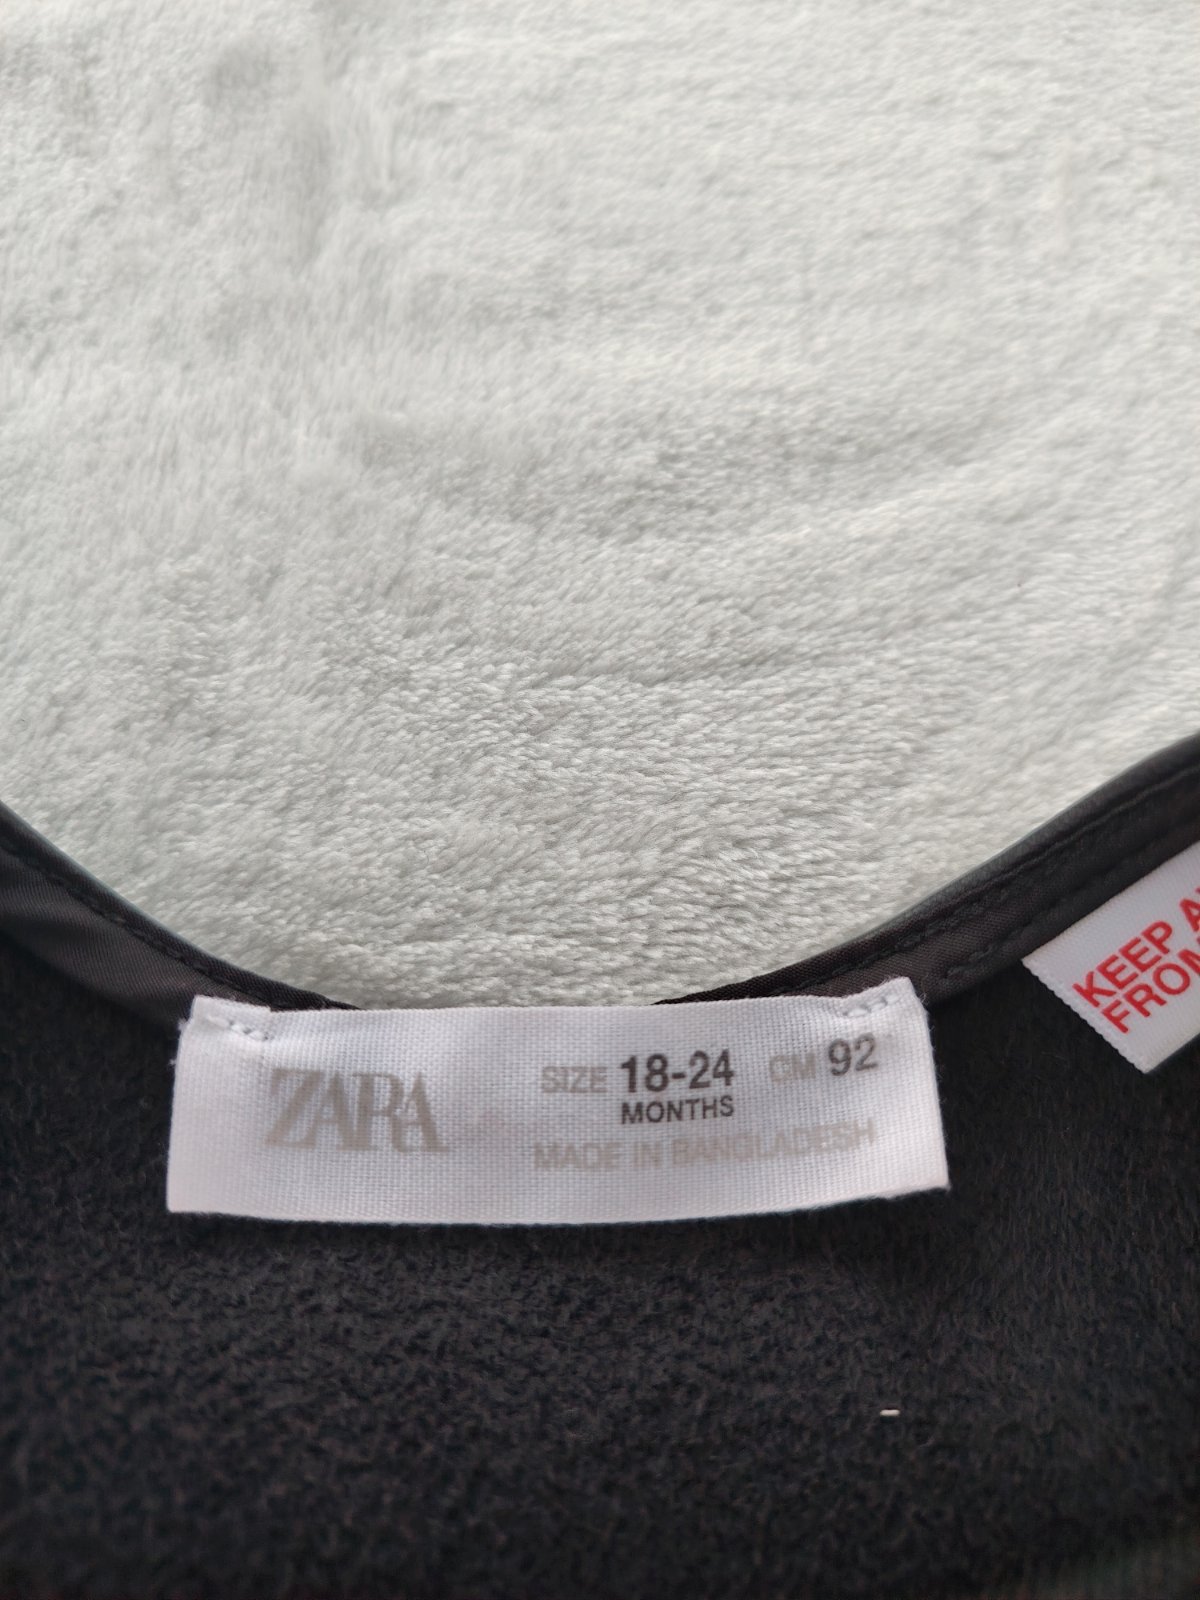 ZARA
SIZE 18-24 CM 92
MONTHS
MADE IN BANGLADESH
KEEP
FROM